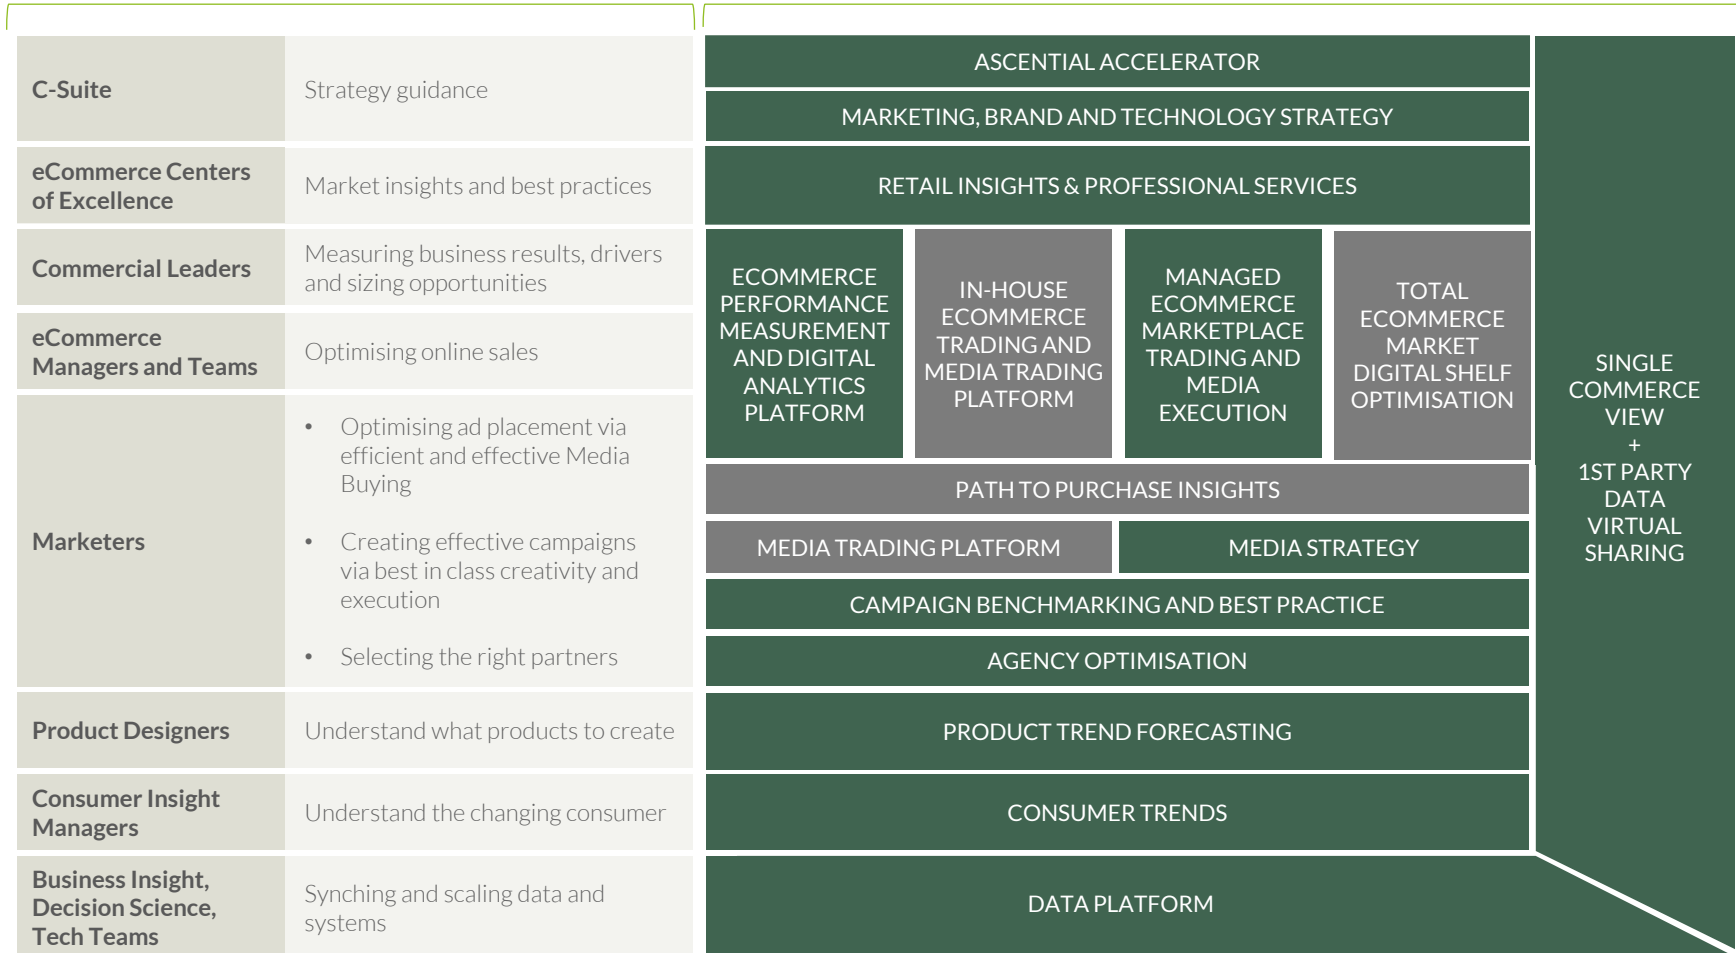 C-Suite
Strategy guidance
ASCENTIAL ACCELERATOR
MARKETING, BRAND AND TECHNOLOGY STRATEGY
eCommerce Centers
of Excellence
Market insights and best practices
RETAIL INSIGHTS & PROFESSIONAL SERVICES
Commercial Leaders
Measuring business results, drivers
and sizing opportunities
eCommerce
Managers and Teams
Optimising online sales
ECOMMERCE
PERFORMANCE
MEASUREMENT
AND DIGITAL
ANALYTICS
PLATFORM
IN-HOUSE
ECOMMERCE
TRADING AND
MEDIA TRADING
PLATFORM
MANAGED
ECOMMERCE
MARKETPLACE
TRADING AND
MEDIA
EXECUTION
TOTAL
ECOMMERCE
MARKET
DIGITAL SHELF
OPTIMISATION
Marketers
• Optimising ad placement via
efficient and effective Media
Buying
• Creating effective campaigns
via best in class creativity and
execution
• Selecting the right partners
PATH TO PURCHASE INSIGHTS
MEDIA TRADING PLATFORM
MEDIA STRATEGY
CAMPAIGN BENCHMARKING AND BEST PRACTICE
AGENCY OPTIMISATION
Product Designers
Understand what products to create
PRODUCT TREND FORECASTING
Consumer Insight
Managers
Understand the changing consumer
CONSUMER TRENDS
Business Insight,
Decision Science,
Tech Teams
Synching and scaling data and
systems
DATA PLATFORM
SINGLE
COMMERCE
VIEW
+
1ST PARTY
DATA
VIRTUAL
SHARING